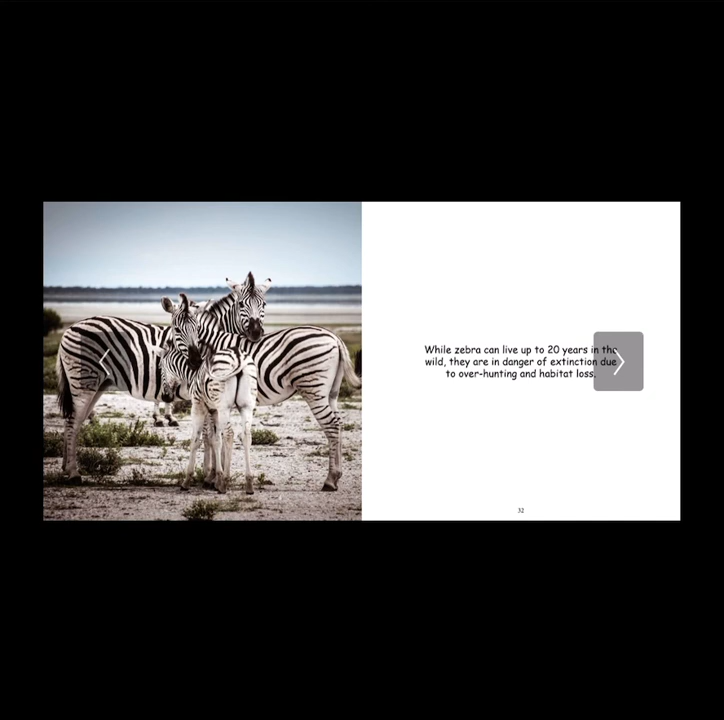 While zebra can live up to 20 years in the
wild, they are in danger of extinction due
to over-hunting and habitat loss.
32